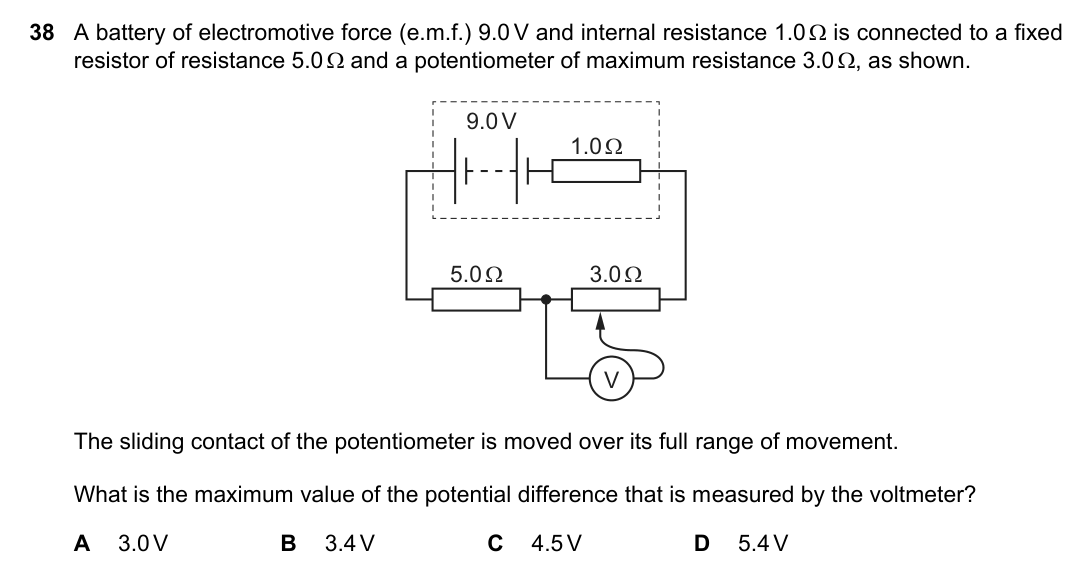 38 A battery of electromotive force (e.m.f.) 9.0 V and internal resistance 1.0 Ω is connected to a fixed
resistor of resistance 5.0 Ω and a potentiometer of maximum resistance 3.0 Ω, as shown.
9.0 V
1.0 Ω
5.0 Ω 3.0 Ω
V
The sliding contact of the potentiometer is moved over its full range of movement.
What is the maximum value of the potential difference that is measured by the voltmeter?
A 3.0 V B 3.4 V C 4.5 V D 5.4 V